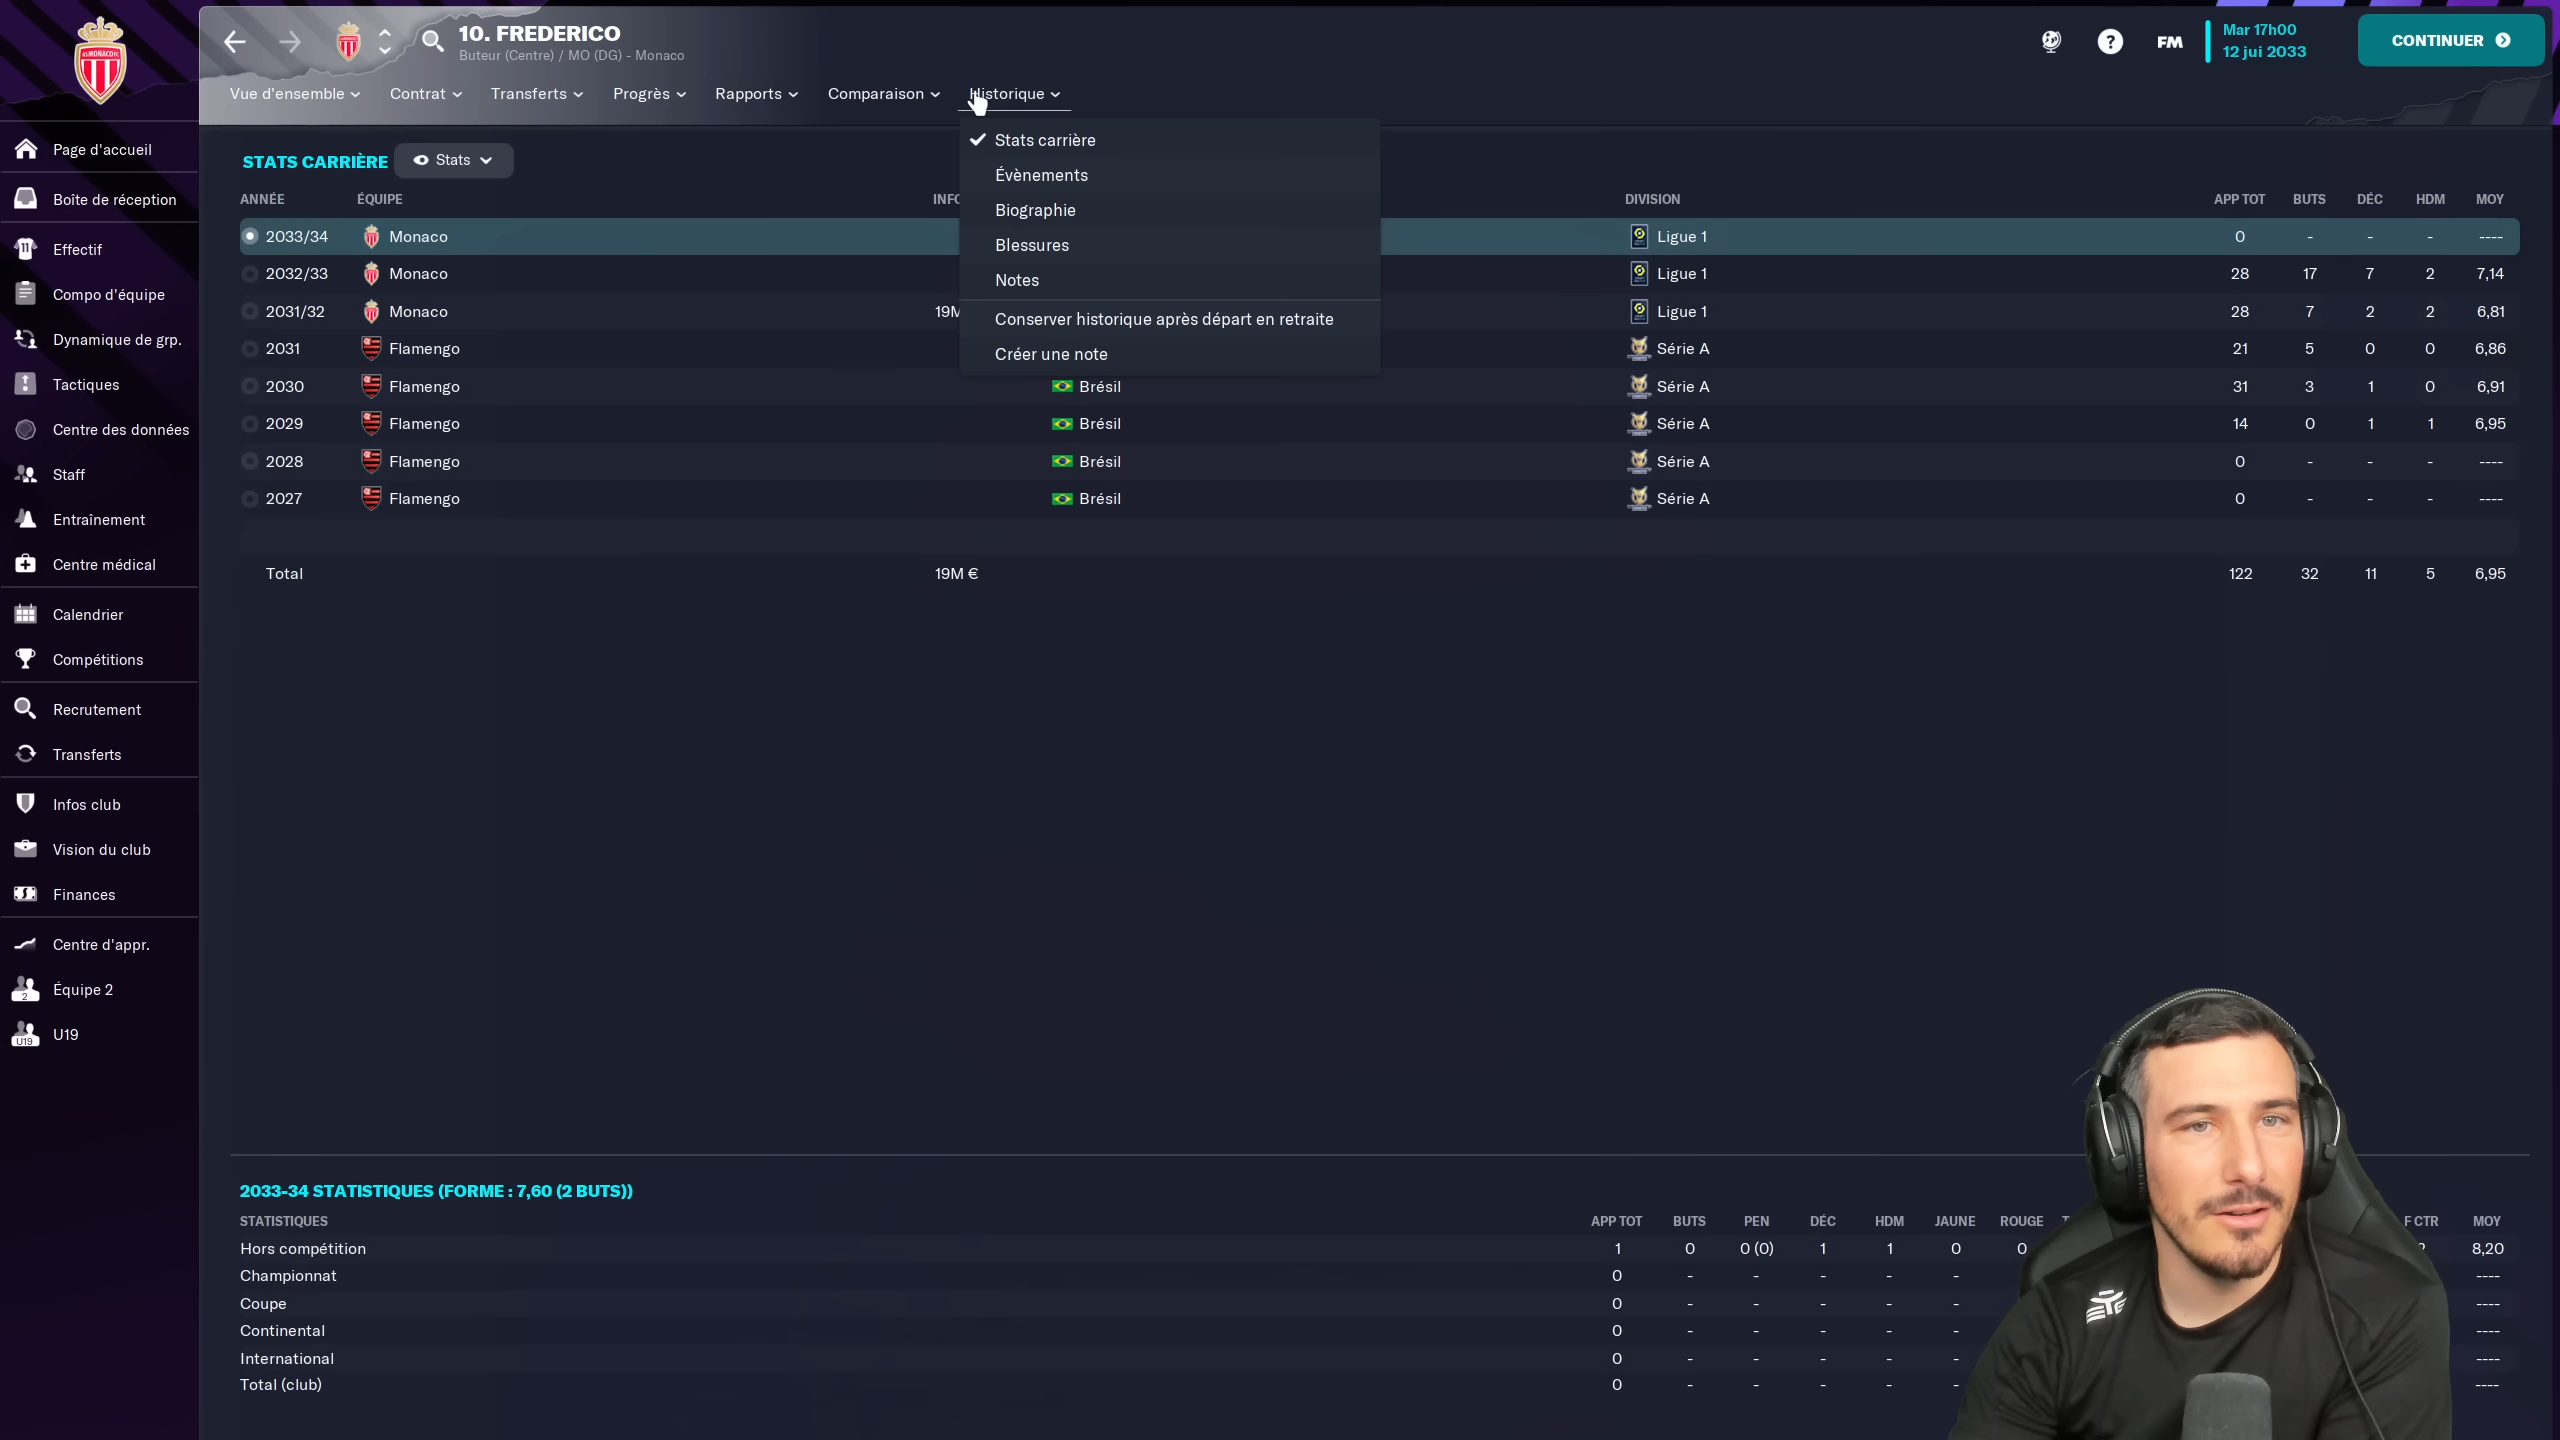 10. FREDERICO
Buteur (Centre) / MO (DG) - Monaco
FM
Mar 17h00
12 jui 2033
CONTINUER
Vue d'ensemble
Contrat
Transferts
Progrès
Rapports
Comparaison
Historique
Stats carrière
Évènements
Biographie
Blessures
Notes
Conserver historique après départ en retraite
Créer une note
Page d'accueil
Boîte de réception
Effectif
Compo d'équipe
Dynamique de grp.
Tactiques
Centre des données
Staff
Entraînement
Centre médical
Calendrier
Compétitions
Recrutement
Transferts
Infos club
Vision du club
Finances
Centre d'appr.
2 Équipe 2
U19 U19
STATS CARRIÈRE Stats
ANNÉE ÉQUIPE DIVISION APP TOT BUTS DÉC HDM MOY
2033/34 Monaco Ligue 1 0 - - - ----
2032/33 Monaco Ligue 1 28 17 7 2 7,14
2031/32 Monaco 19M Ligue 1 28 7 2 2 6,81
2031 Flamengo Série A 21 5 0 0 6,86
2030 Flamengo Brésil Série A 31 3 1 0 6,91
2029 Flamengo Brésil Série A 14 0 1 1 6,95
2028 Flamengo Brésil Série A 0 - - - ----
2027 Flamengo Brésil Série A 0 - - - ----
Total 19M € 122 32 11 5 6,95
2033-34 STATISTIQUES (FORME : 7,60 (2 BUTS))
STATISTIQUES APP TOT BUTS PEN DÉC HDM JAUNE ROUGE F CTR MOY
Hors compétition 1 0 0 (0) 1 1 0 0 8,20
Championnat 0 - - - - - ----
Coupe 0 - - - - - ----
Continental 0 - - - - - ----
International 0 - - - - - ----
Total (club) 0 - - - - - ----